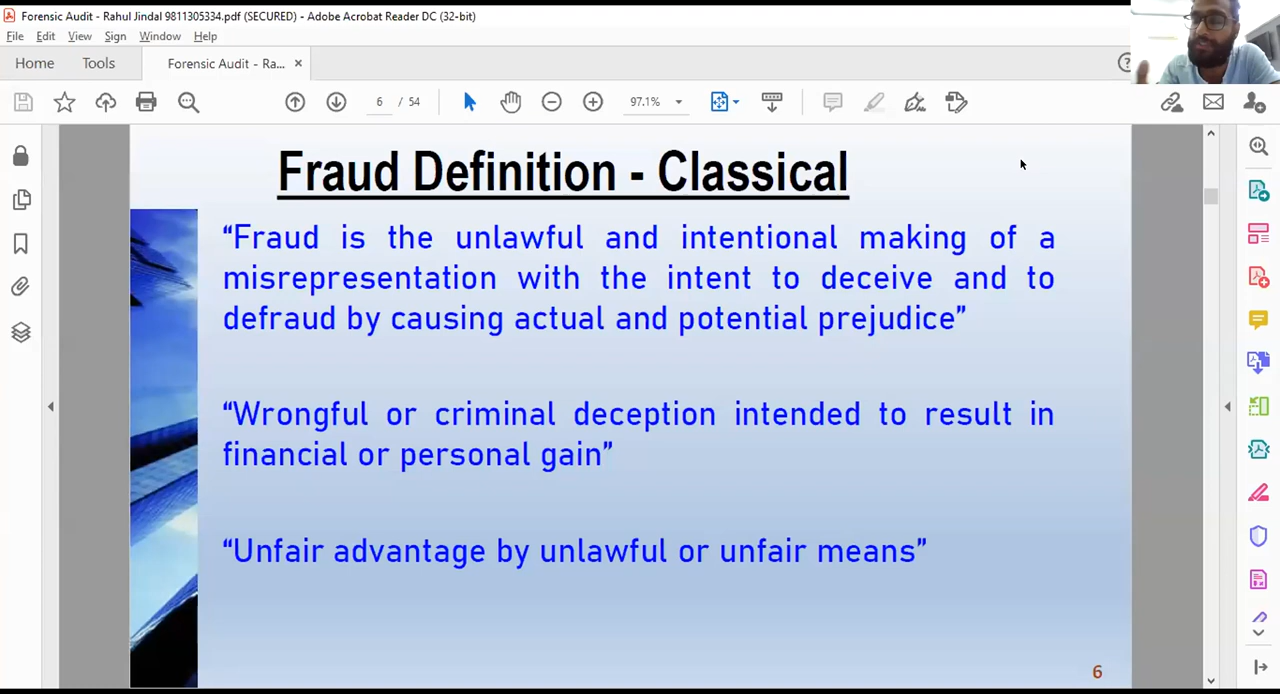 Forensic Audit - Rahul Jindal 9811305334.pdf (SECURED) - Adobe Acrobat Reader DC (32-bit)
File Edit View Sign Window Help
Home Tools Forensic Audit - Ra... ×
6 / 54 97.1%
Fraud Definition - Classical
“Fraud is the unlawful and intentional making of a
misrepresentation with the intent to deceive and to
defraud by causing actual and potential prejudice”
“Wrongful or criminal deception intended to result in
financial or personal gain”
“Unfair advantage by unlawful or unfair means”
6